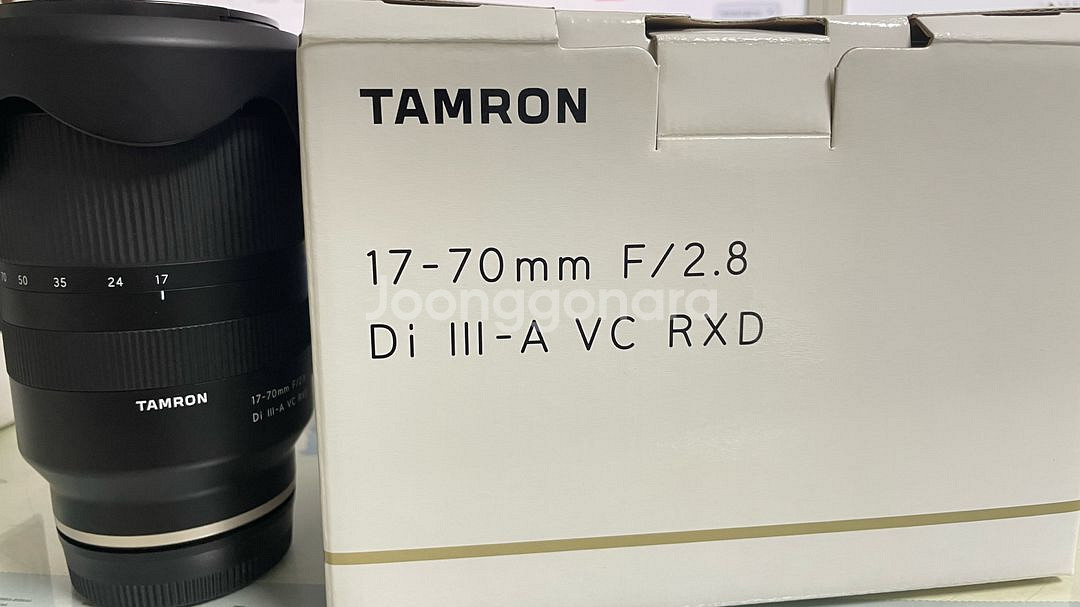 TAMRON
17-70mm F/2.8
Di III-A VC RXD
Joonggonara
70 50 35 24 17
TAMRON
17-70mm F/2.8
Di III-A VC RXD